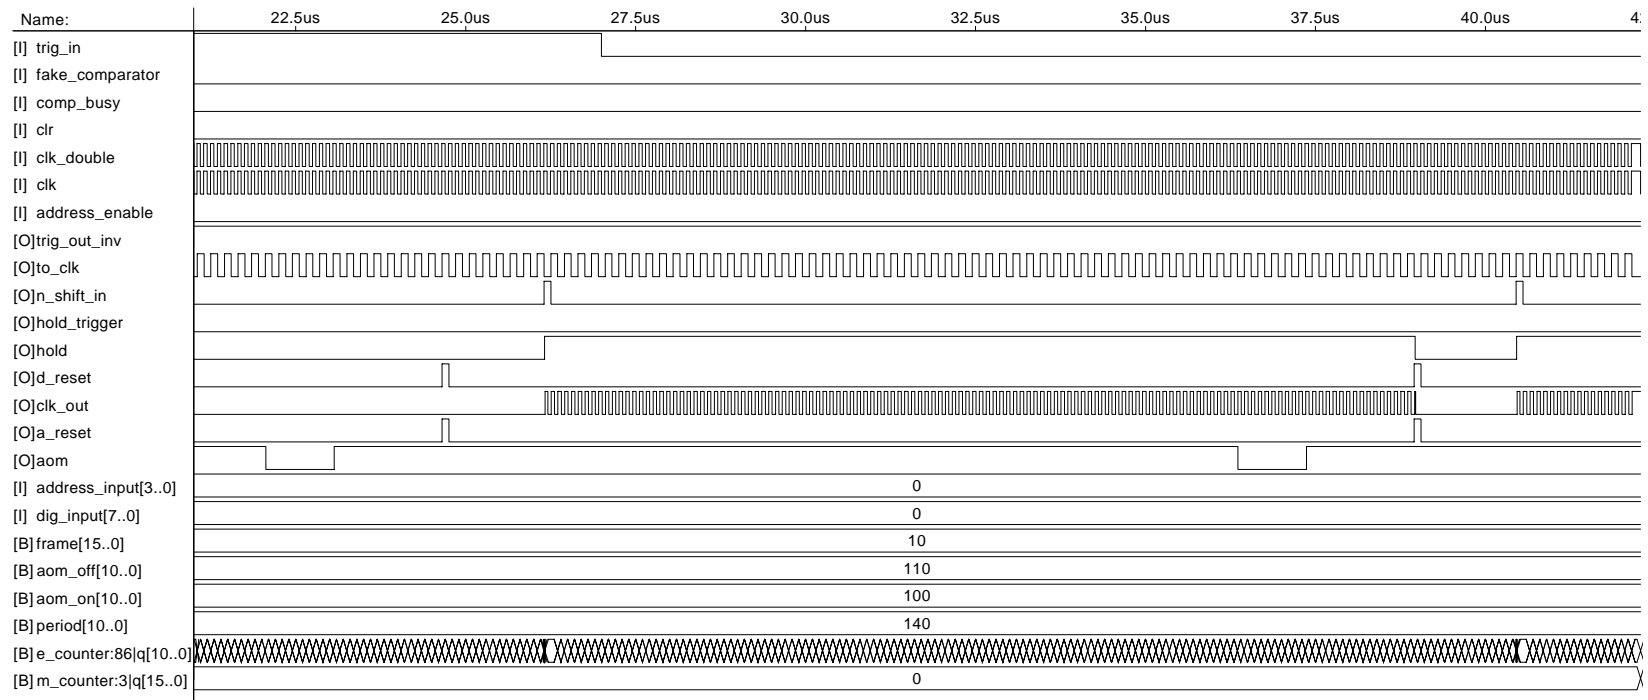 Name: 22.5us 25.0us 27.5us 30.0us 32.5us 35.0us 37.5us 40.0us 4
[I] trig_in
[I] fake_comparator
[I] comp_busy
[I] clr
[I] clk_double
[I] clk
[I] address_enable
[O]trig_out_inv
[O]to_clk
[O]n_shift_in
[O]hold_trigger
[O]hold
[O]d_reset
[O]clk_out
[O]a_reset
[O]aom
[I] address_input[3..0] 0
[I] dig_input[7..0] 0
[B] frame[15..0] 10
[B] aom_off[10..0] 110
[B] aom_on[10..0] 100
[B] period[10..0] 140
[B] e_counter:86|q[10..0]
[B] m_counter:3|q[15..0] 0